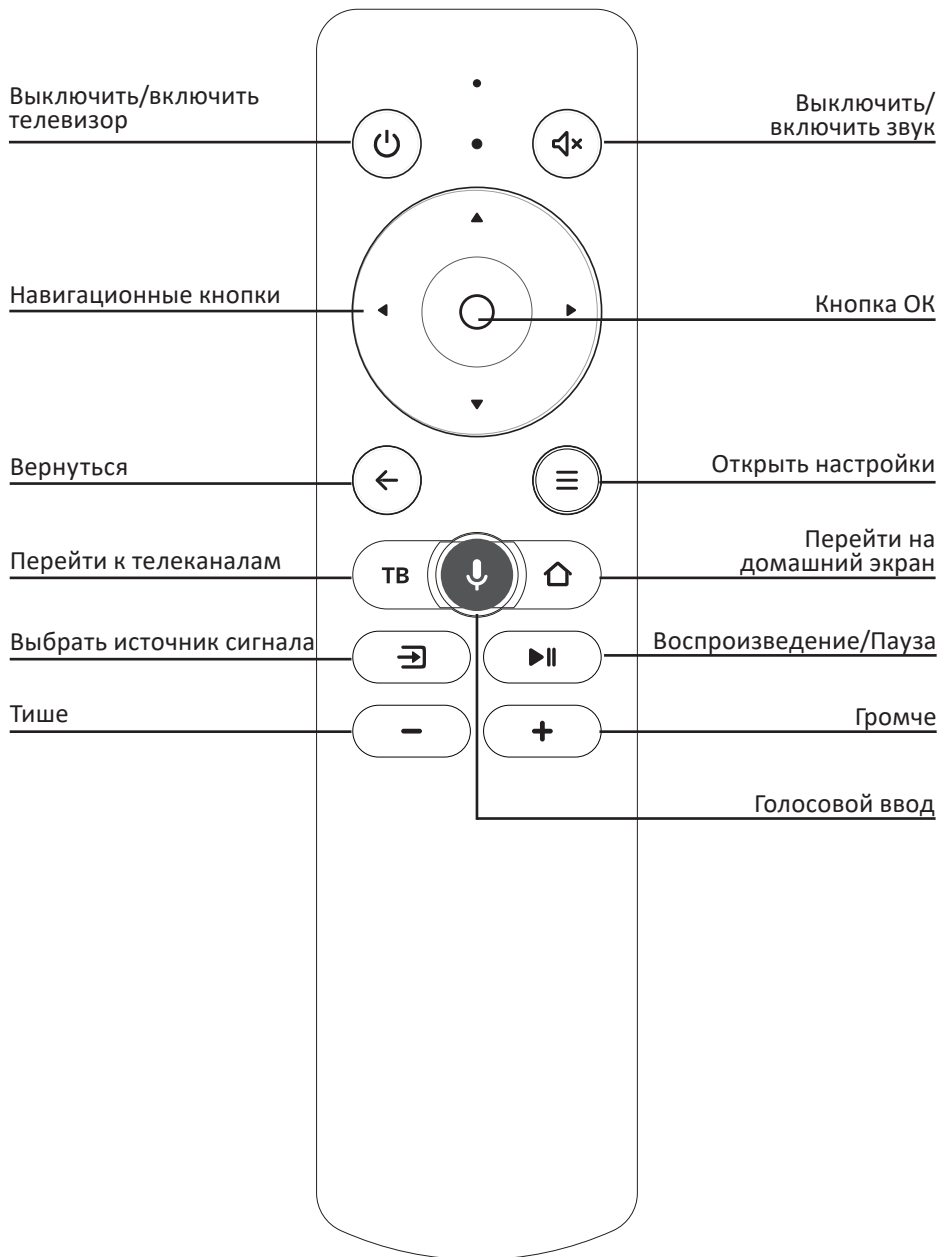 Выключить/включить
телевизор
Выключить/
включить звук
Навигационные кнопки
Кнопка ОК
Вернуться
Открыть настройки
Перейти к телеканалам
ТВ
Перейти на
домашний экран
Выбрать источник сигнала
Воспроизведение/Пауза
Тише
Громче
Голосовой ввод